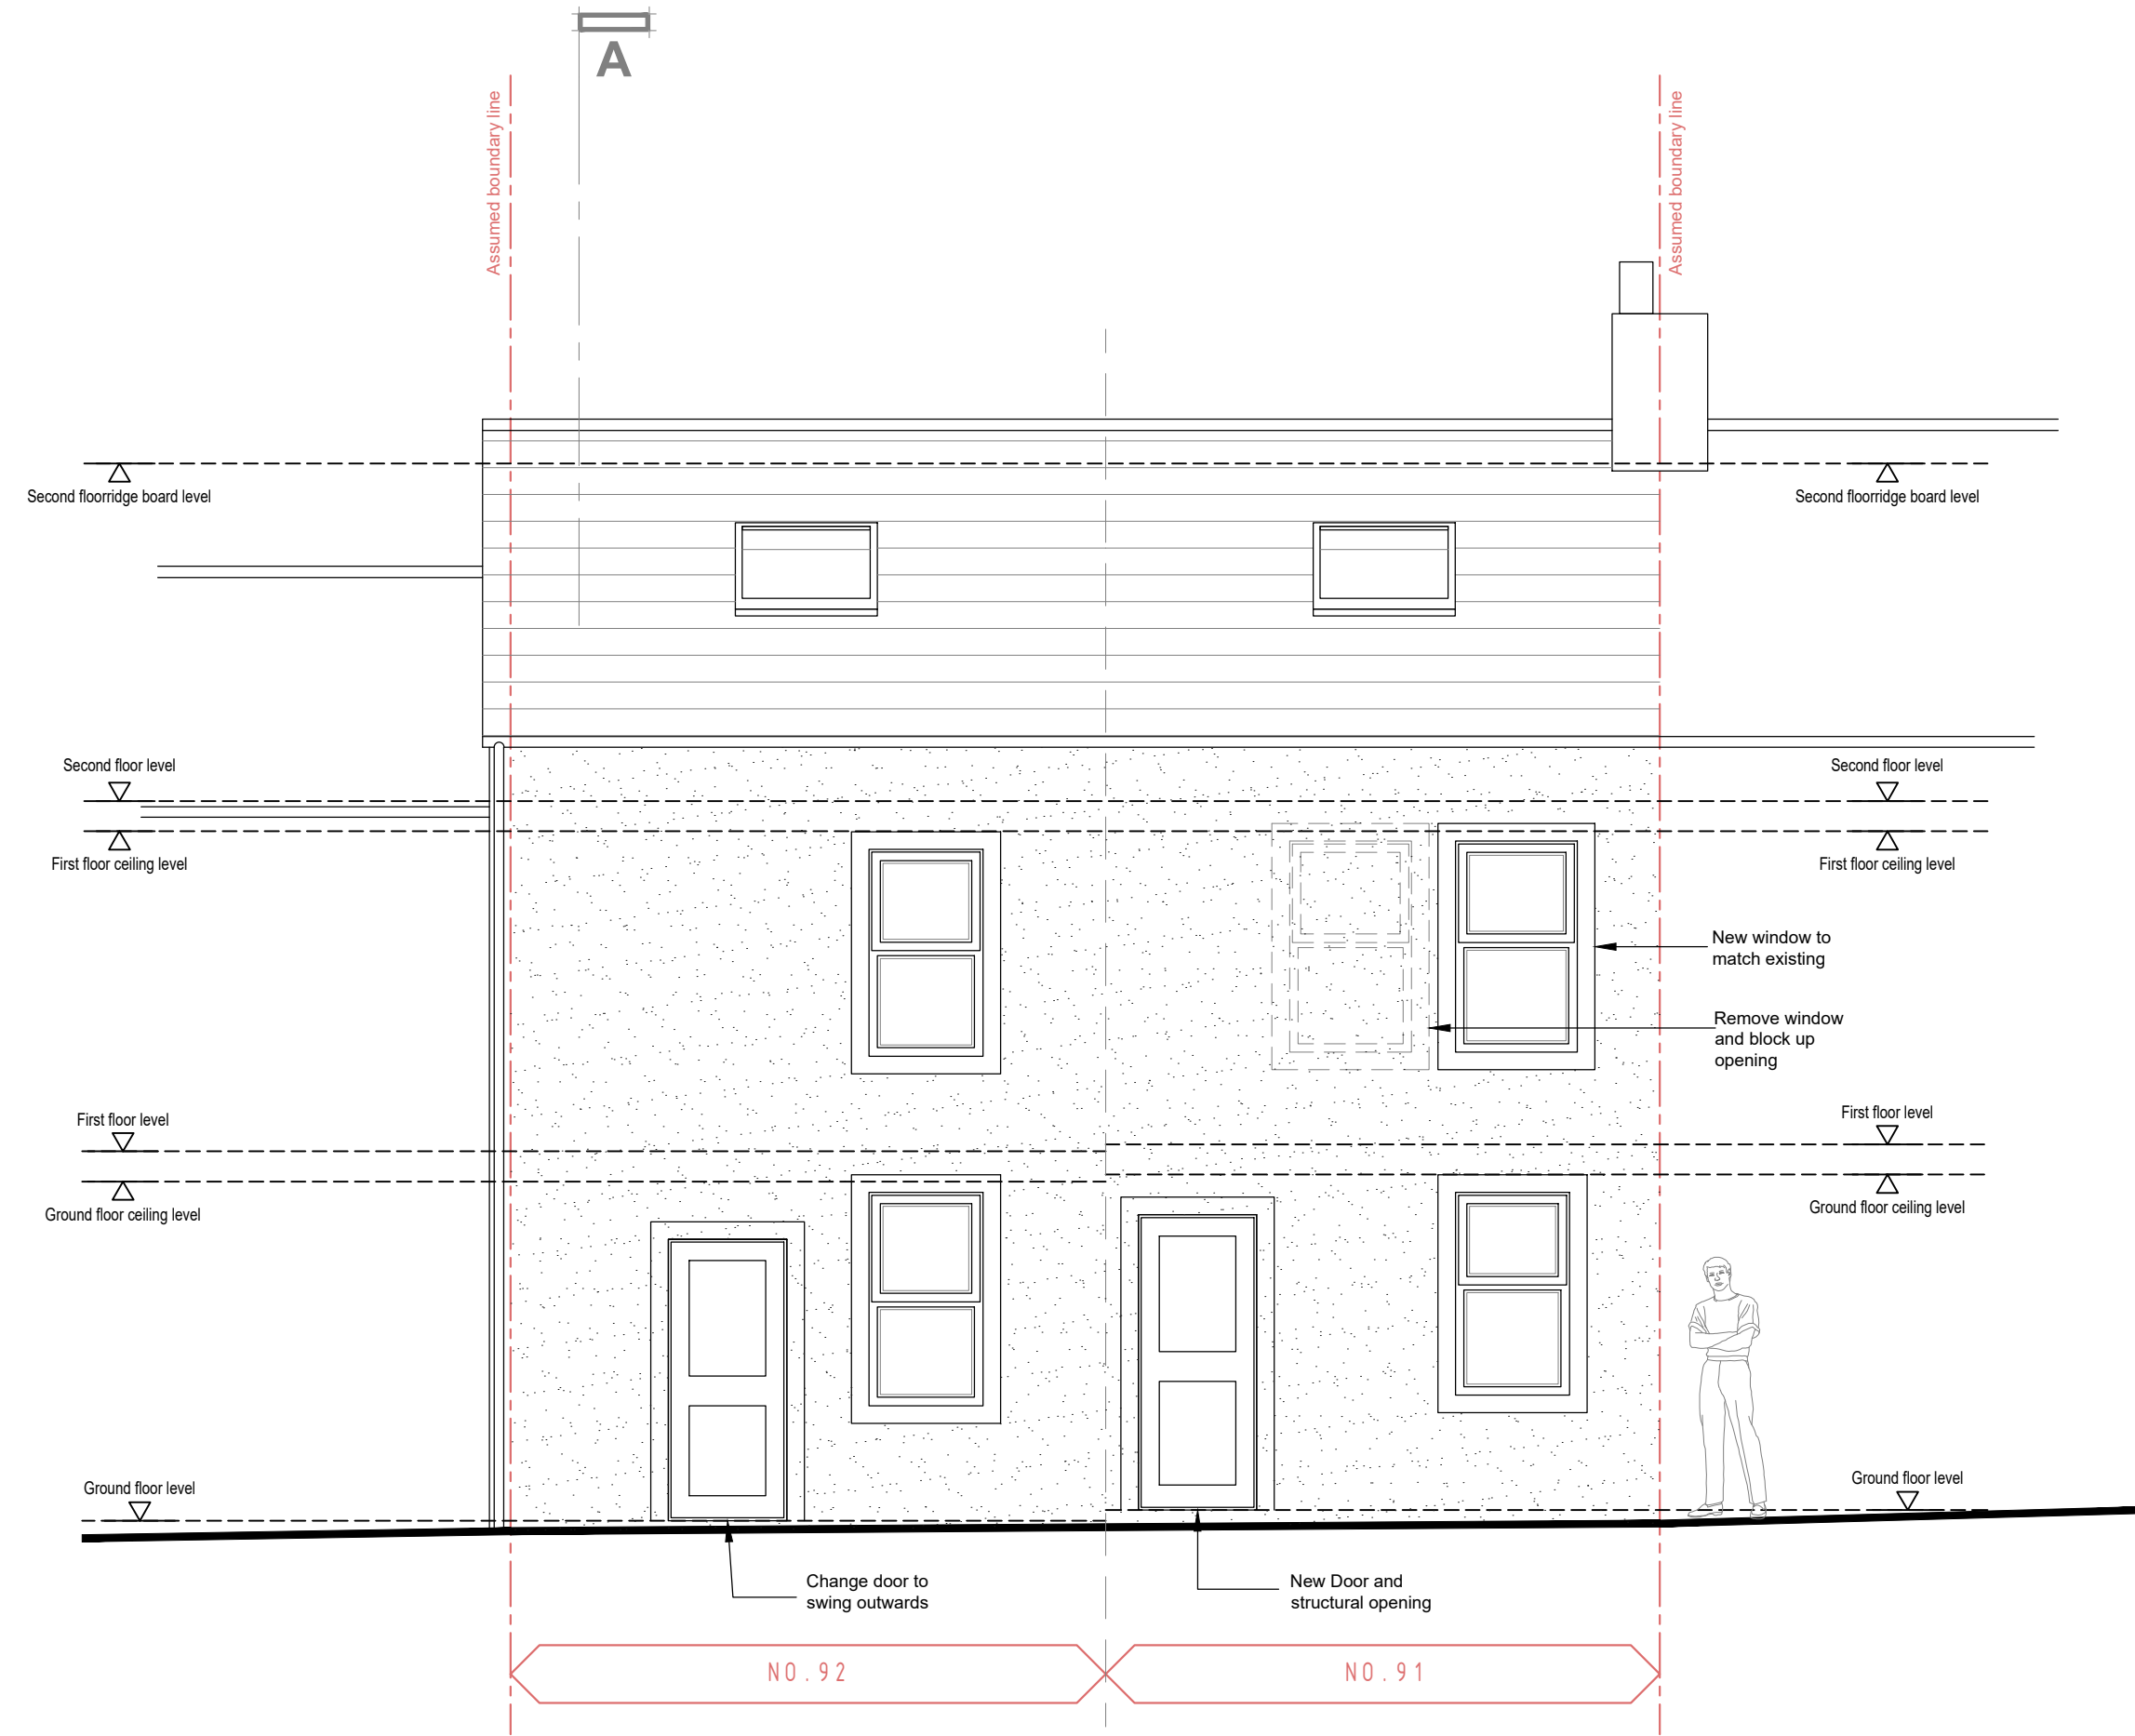 A
Assumed boundary line
Assumed boundary line
Second floorridge board level
Second floorridge board level
Second floor level
Second floor level
First floor ceiling level
First floor ceiling level
New window to
match existing
Remove window
and block up
opening
First floor level
First floor level
Ground floor ceiling level
Ground floor ceiling level
Ground floor level
Ground floor level
Change door to
swing outwards
New Door and
structural opening
NO.92
NO.91